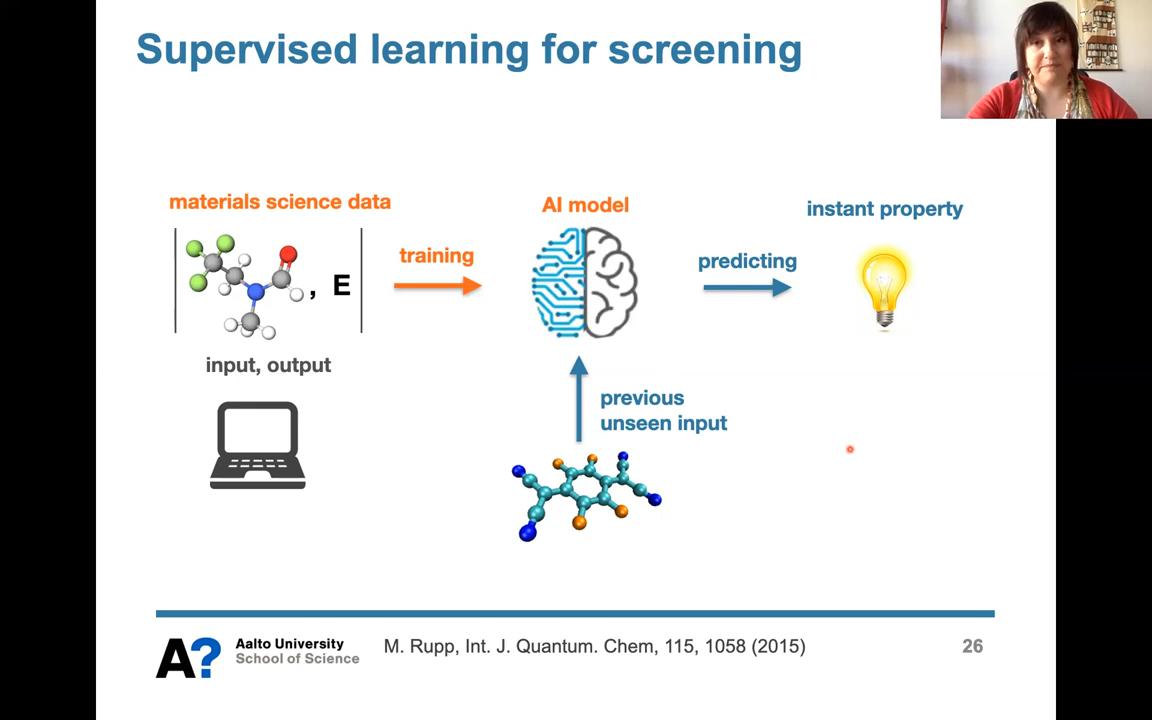 Supervised learning for screening
materials science data
AI model
instant property
training
predicting
, E
input, output
previous
unseen input
A?
Aalto University
School of Science
M. Rupp, Int. J. Quantum. Chem, 115, 1058 (2015)
26